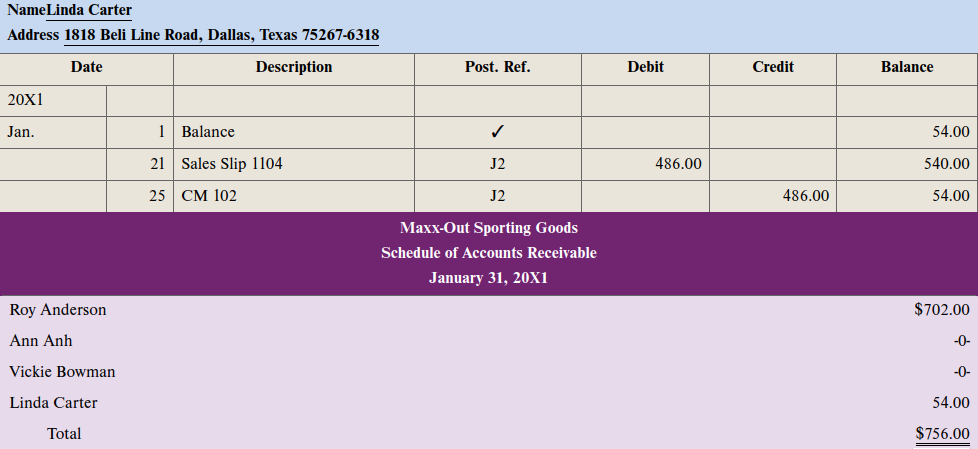 NameLinda Carter
Address 1818 Beli Line Road, Dallas, Texas 75267-6318
Date Description Post. Ref. Debit Credit Balance
20X1
Jan. 1 Balance ✓ 54.00
21 Sales Slip 1104 J2 486.00 540.00
25 CM 102 J2 486.00 54.00
Maxx-Out Sporting Goods
Schedule of Accounts Receivable
January 31, 20X1
Roy Anderson $702.00
Ann Anh -0-
Vickie Bowman -0-
Linda Carter 54.00
Total $756.00